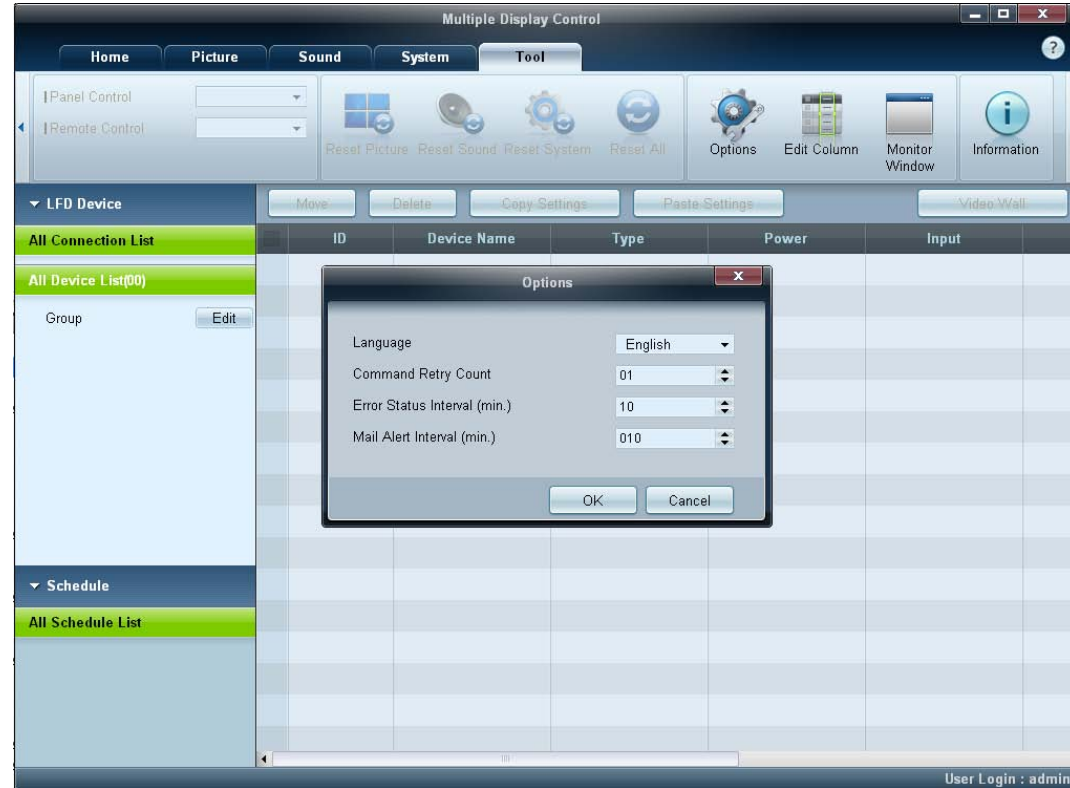 Multiple Display Control
Home Picture Sound System Tool
Panel Control
Remote Control
Reset Picture Reset Sound Reset System Reset All Options Edit Column Monitor Window Information
LFD Device
Move Delete Copy Settings Paste Settings Video Wall
All Connection List
ID Device Name Type Power Input
All Device List(00)
Group Edit
Options
Language English
Command Retry Count 01
Error Status Interval (min.) 10
Mail Alert Interval (min.) 010
OK Cancel
Schedule
All Schedule List
User Login : admin